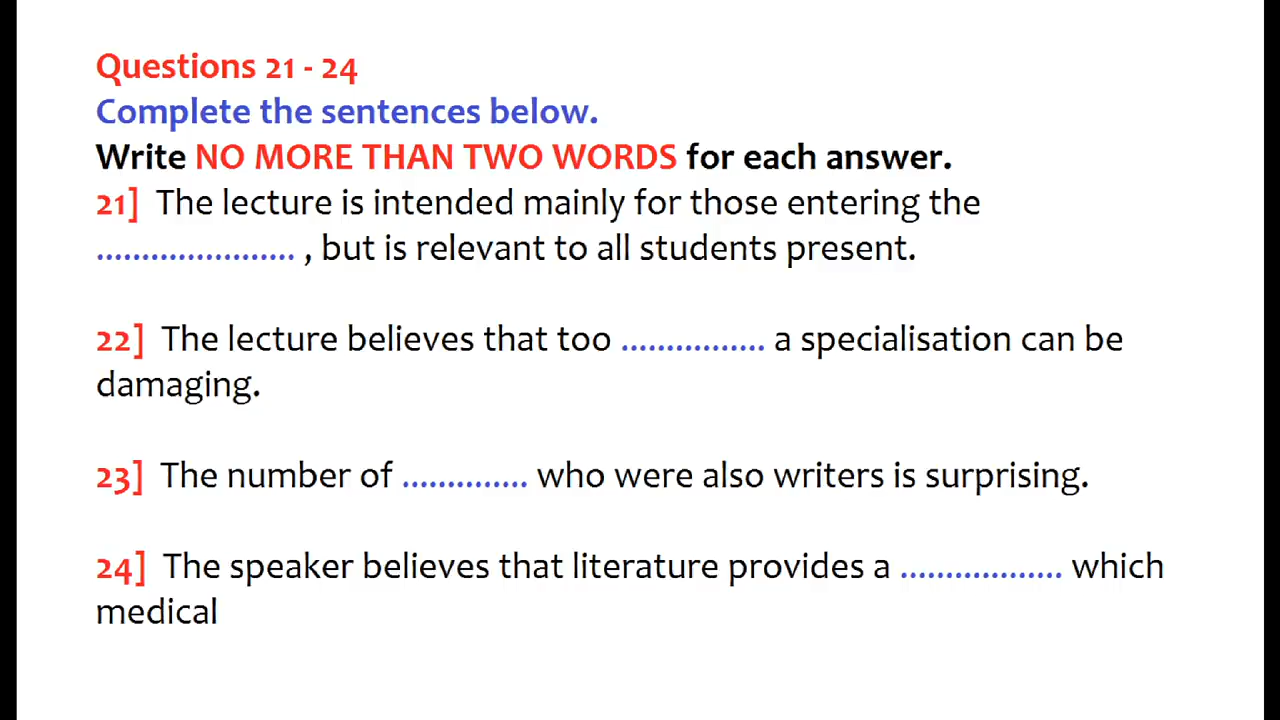 Questions 21 - 24
Complete the sentences below.
Write NO MORE THAN TWO WORDS for each answer.
21] The lecture is intended mainly for those entering the
...................... , but is relevant to all students present.
22] The lecture believes that too ................ a specialisation can be
damaging.
23] The number of .............. who were also writers is surprising.
24] The speaker believes that literature provides a .................. which
medical